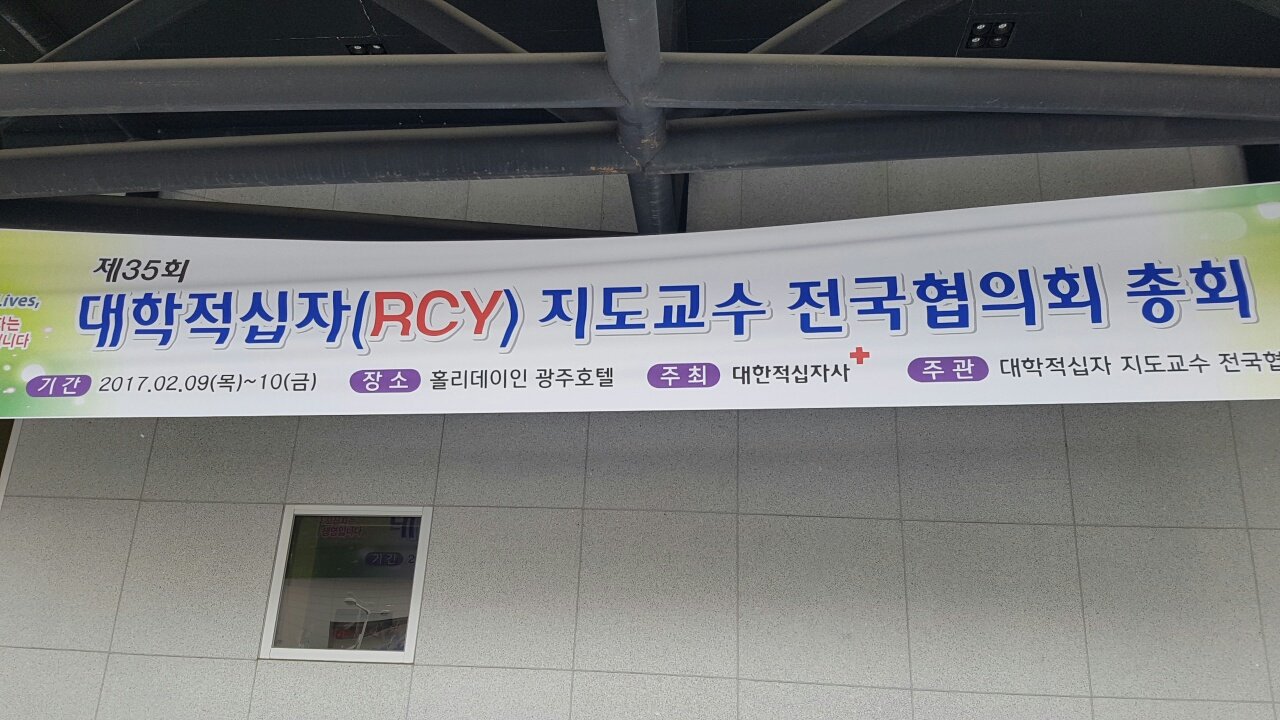 제35회
대학적십자(RCY) 지도교수 전국협의회 총회
Lives,
기간 2017.02.09(목)~10(금) 장소 홀리데이인 광주호텔 주최 대한적십자사 주관 대학적십자 지도교수 전국협